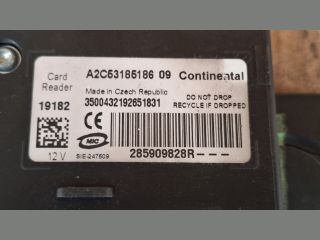 Card Reader
A2C53185186 09 Continental
Made in Czech Republic
DO NOT DROP
RECYCLE IF DROPPED
19182
3500432192651831
CE
MIC
12 V
SIE-247609
285909828R---